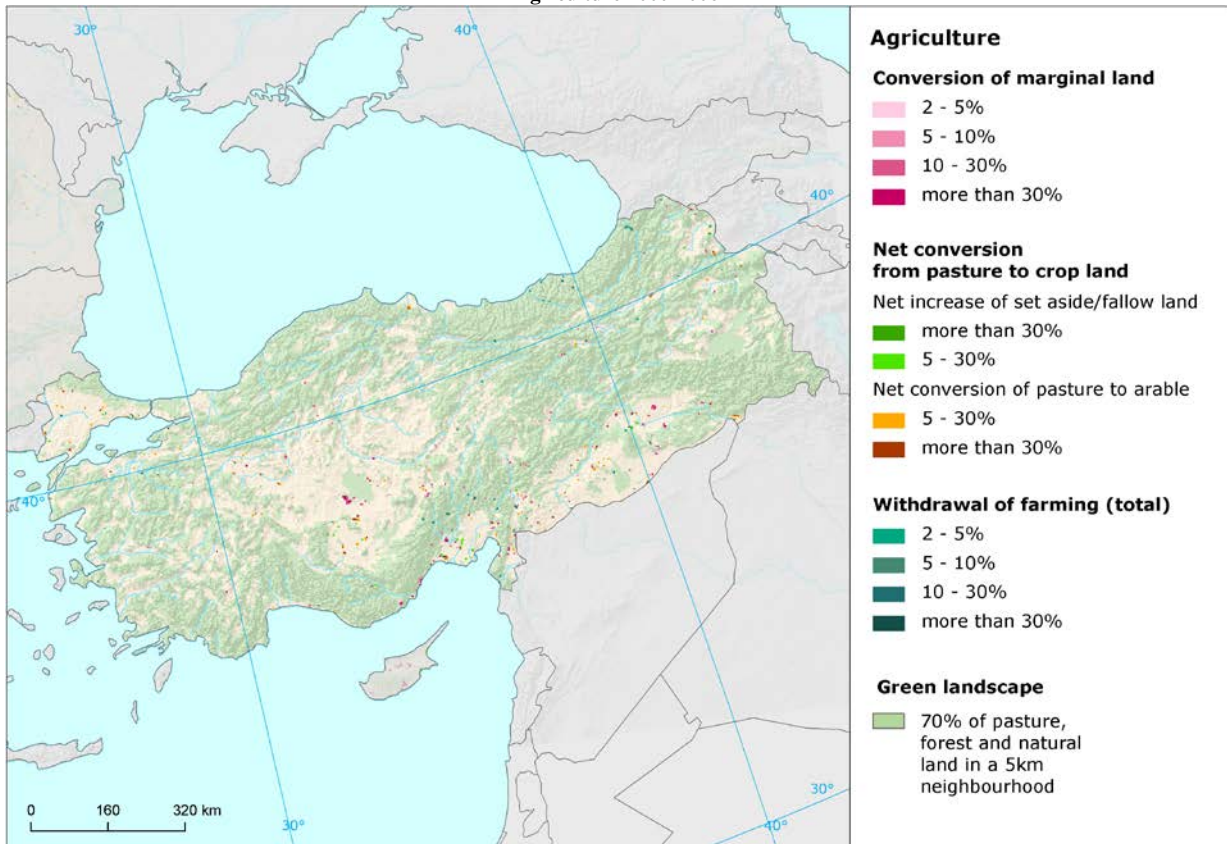 30°
40°
40°
40°
30°
30°
40°
0 160 320 km
Agriculture
Conversion of marginal land
2 - 5%
5 - 10%
10 - 30%
more than 30%
Net conversion
from pasture to crop land
Net increase of set aside/fallow land
more than 30%
5 - 30%
Net conversion of pasture to arable
5 - 30%
more than 30%
Withdrawal of farming (total)
2 - 5%
5 - 10%
10 - 30%
more than 30%
Green landscape
70% of pasture,
forest and natural
land in a 5km
neighbourhood